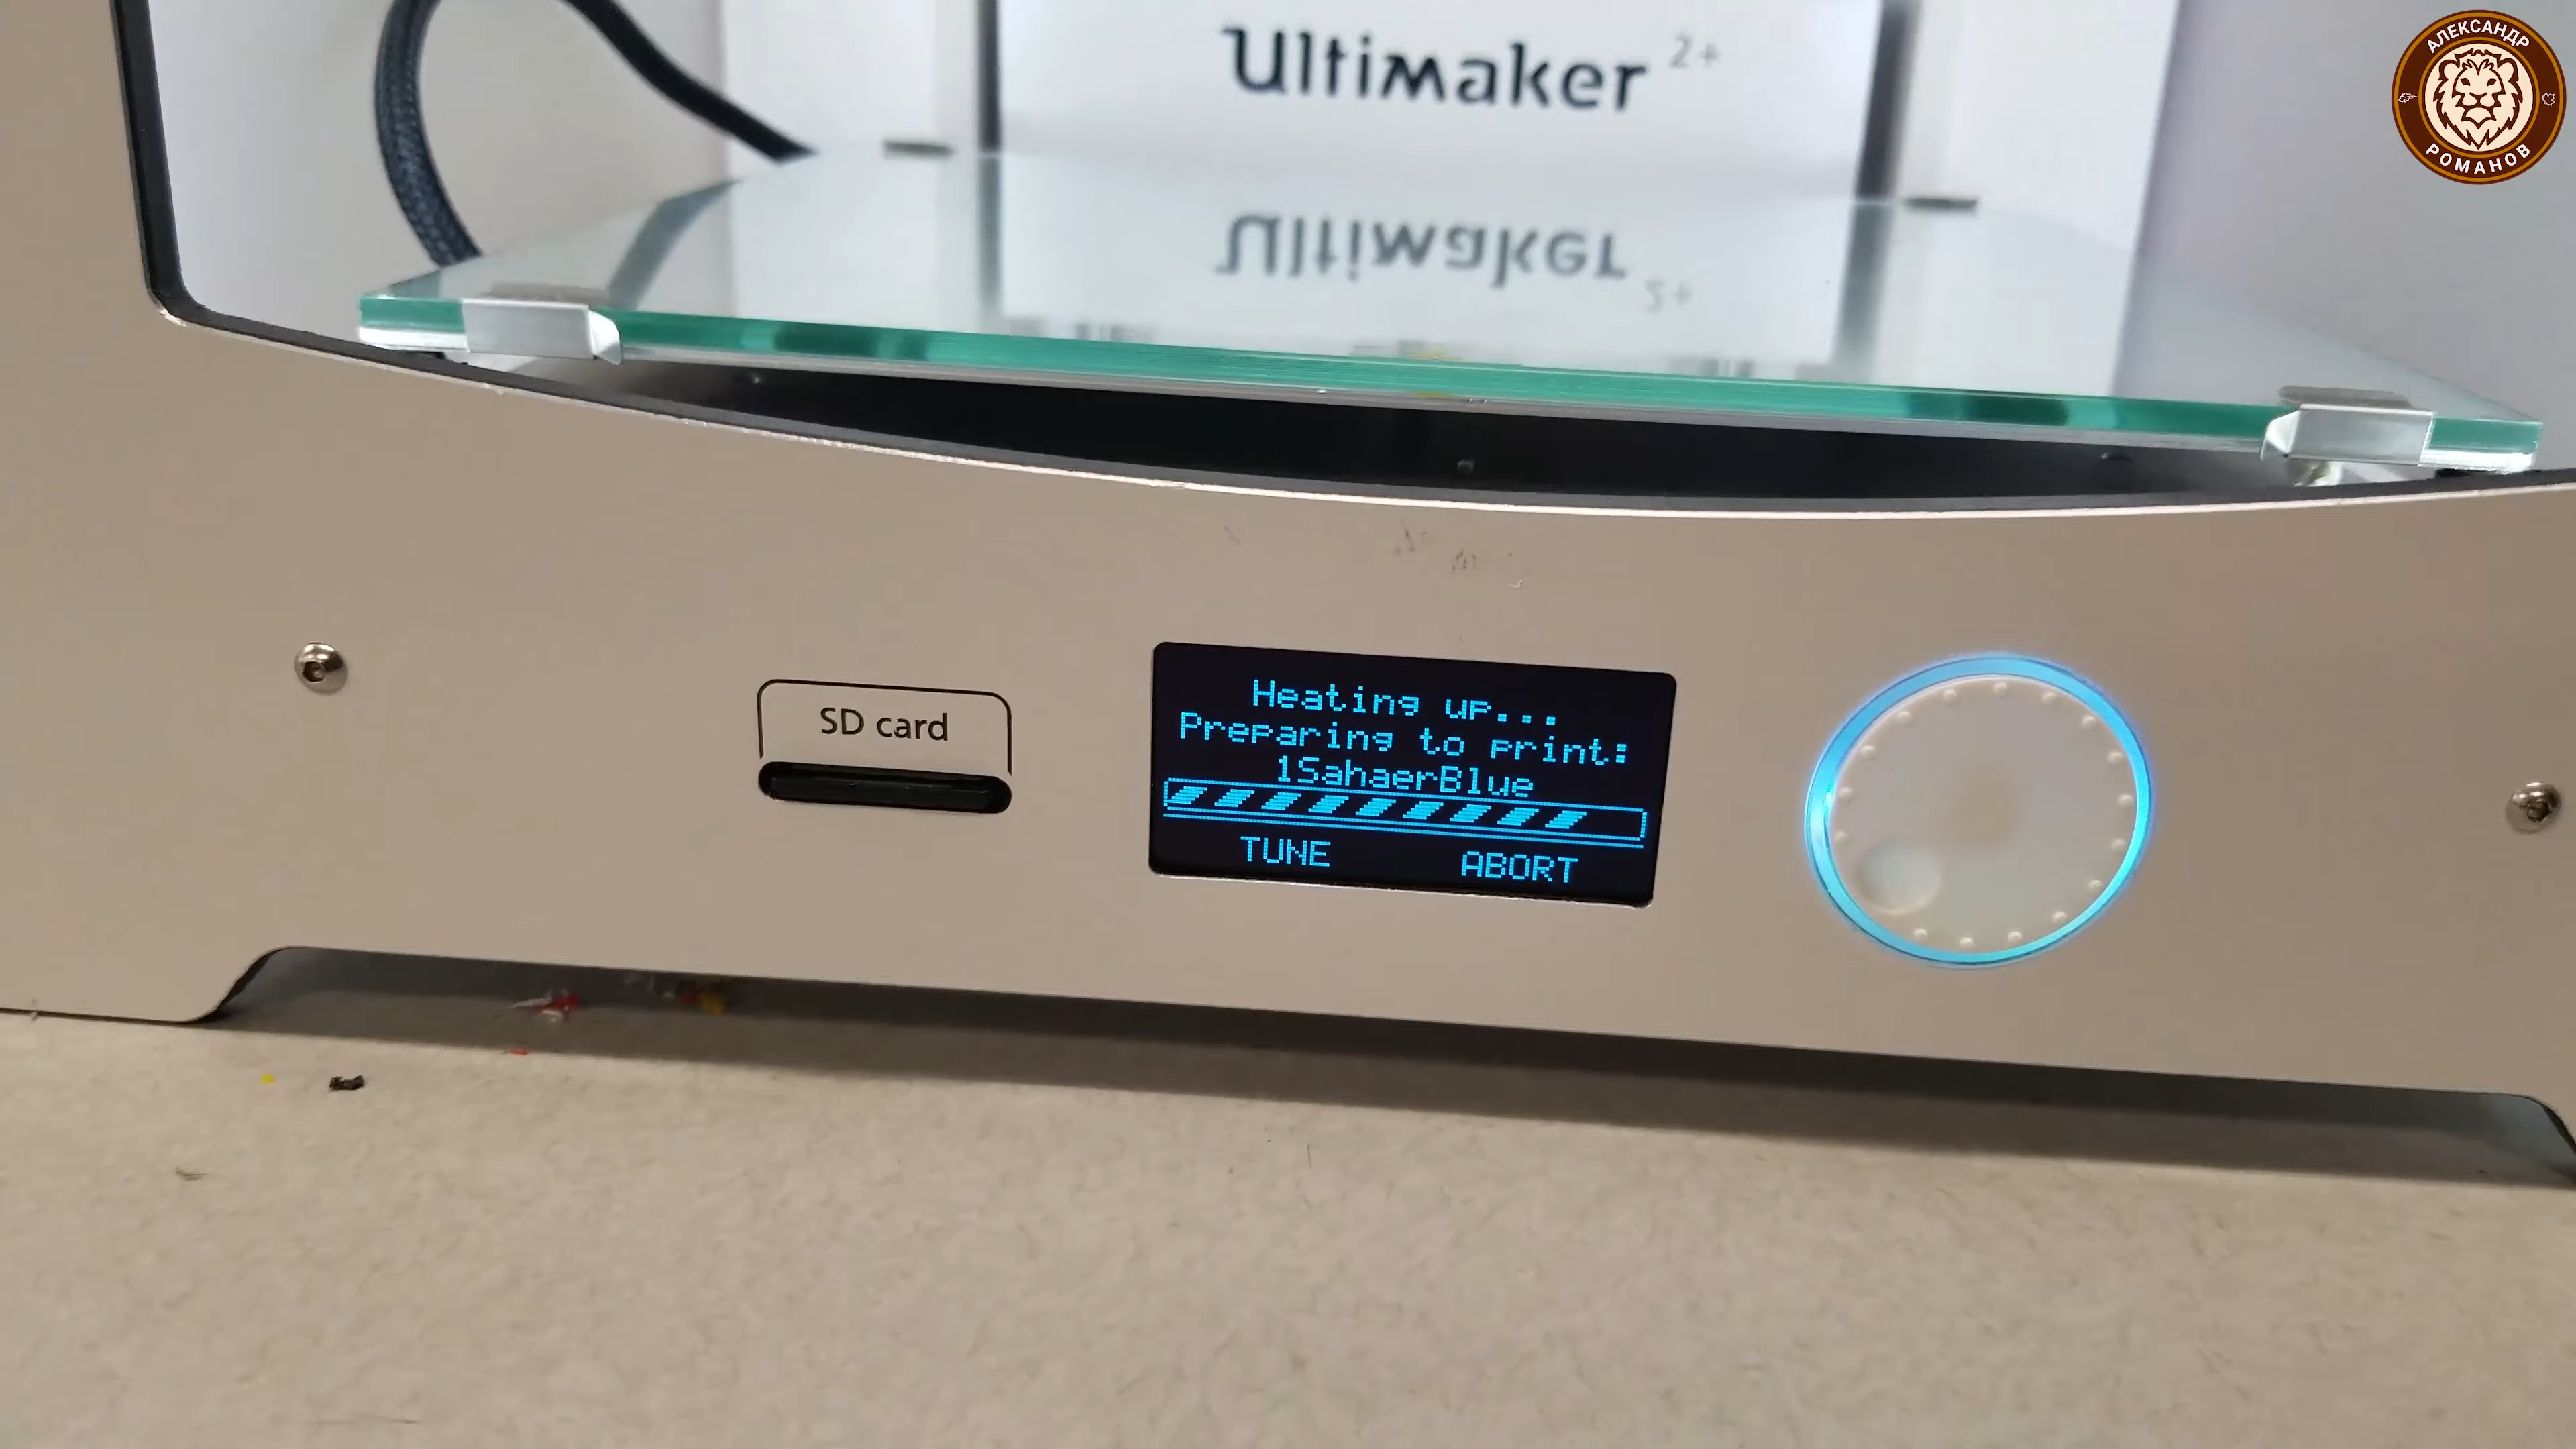 Ultimaker 2+
Ultimaker 2+
АЛЕКСАНДР
РОМАНОВ
SD card
Heating up...
Preparing to print:
1SahaerBlue
TUNE ABORT